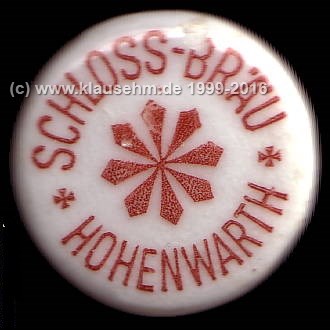 SCHLOSS-BRÄU
(c) www.klausehm.de 1999-2016
HOHENWARTH